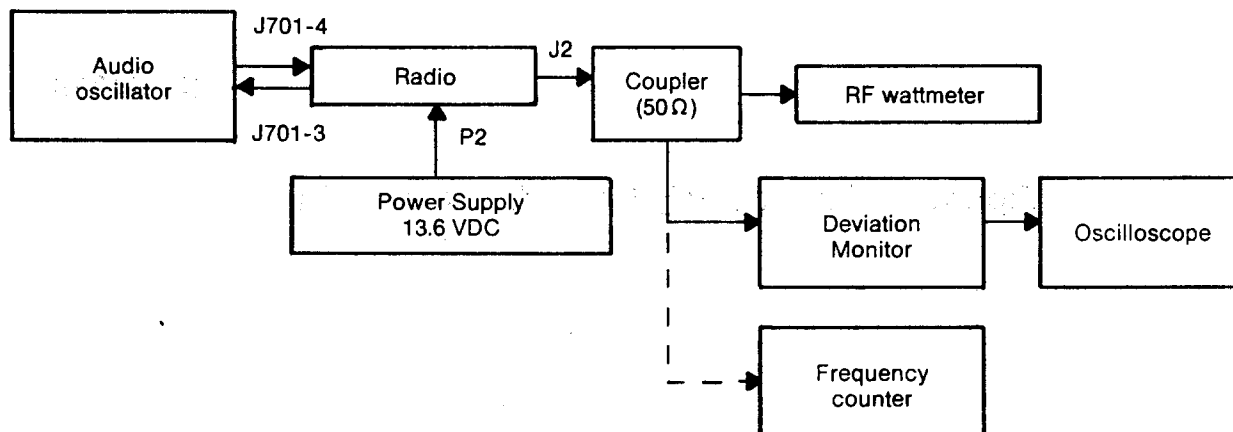 J701-4
J2
Audio
oscillator
Radio
Coupler
(50Ω)
RF wattmeter
J701-3
P2
Power Supply
13.6 VDC
Deviation
Monitor
Oscilloscope
Frequency
counter